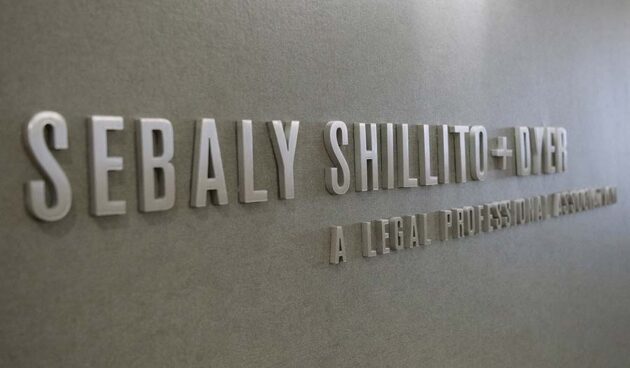 SEBALY SHILLITO + DYER
A LEGAL PROFESSIONAL ASSOCIATION